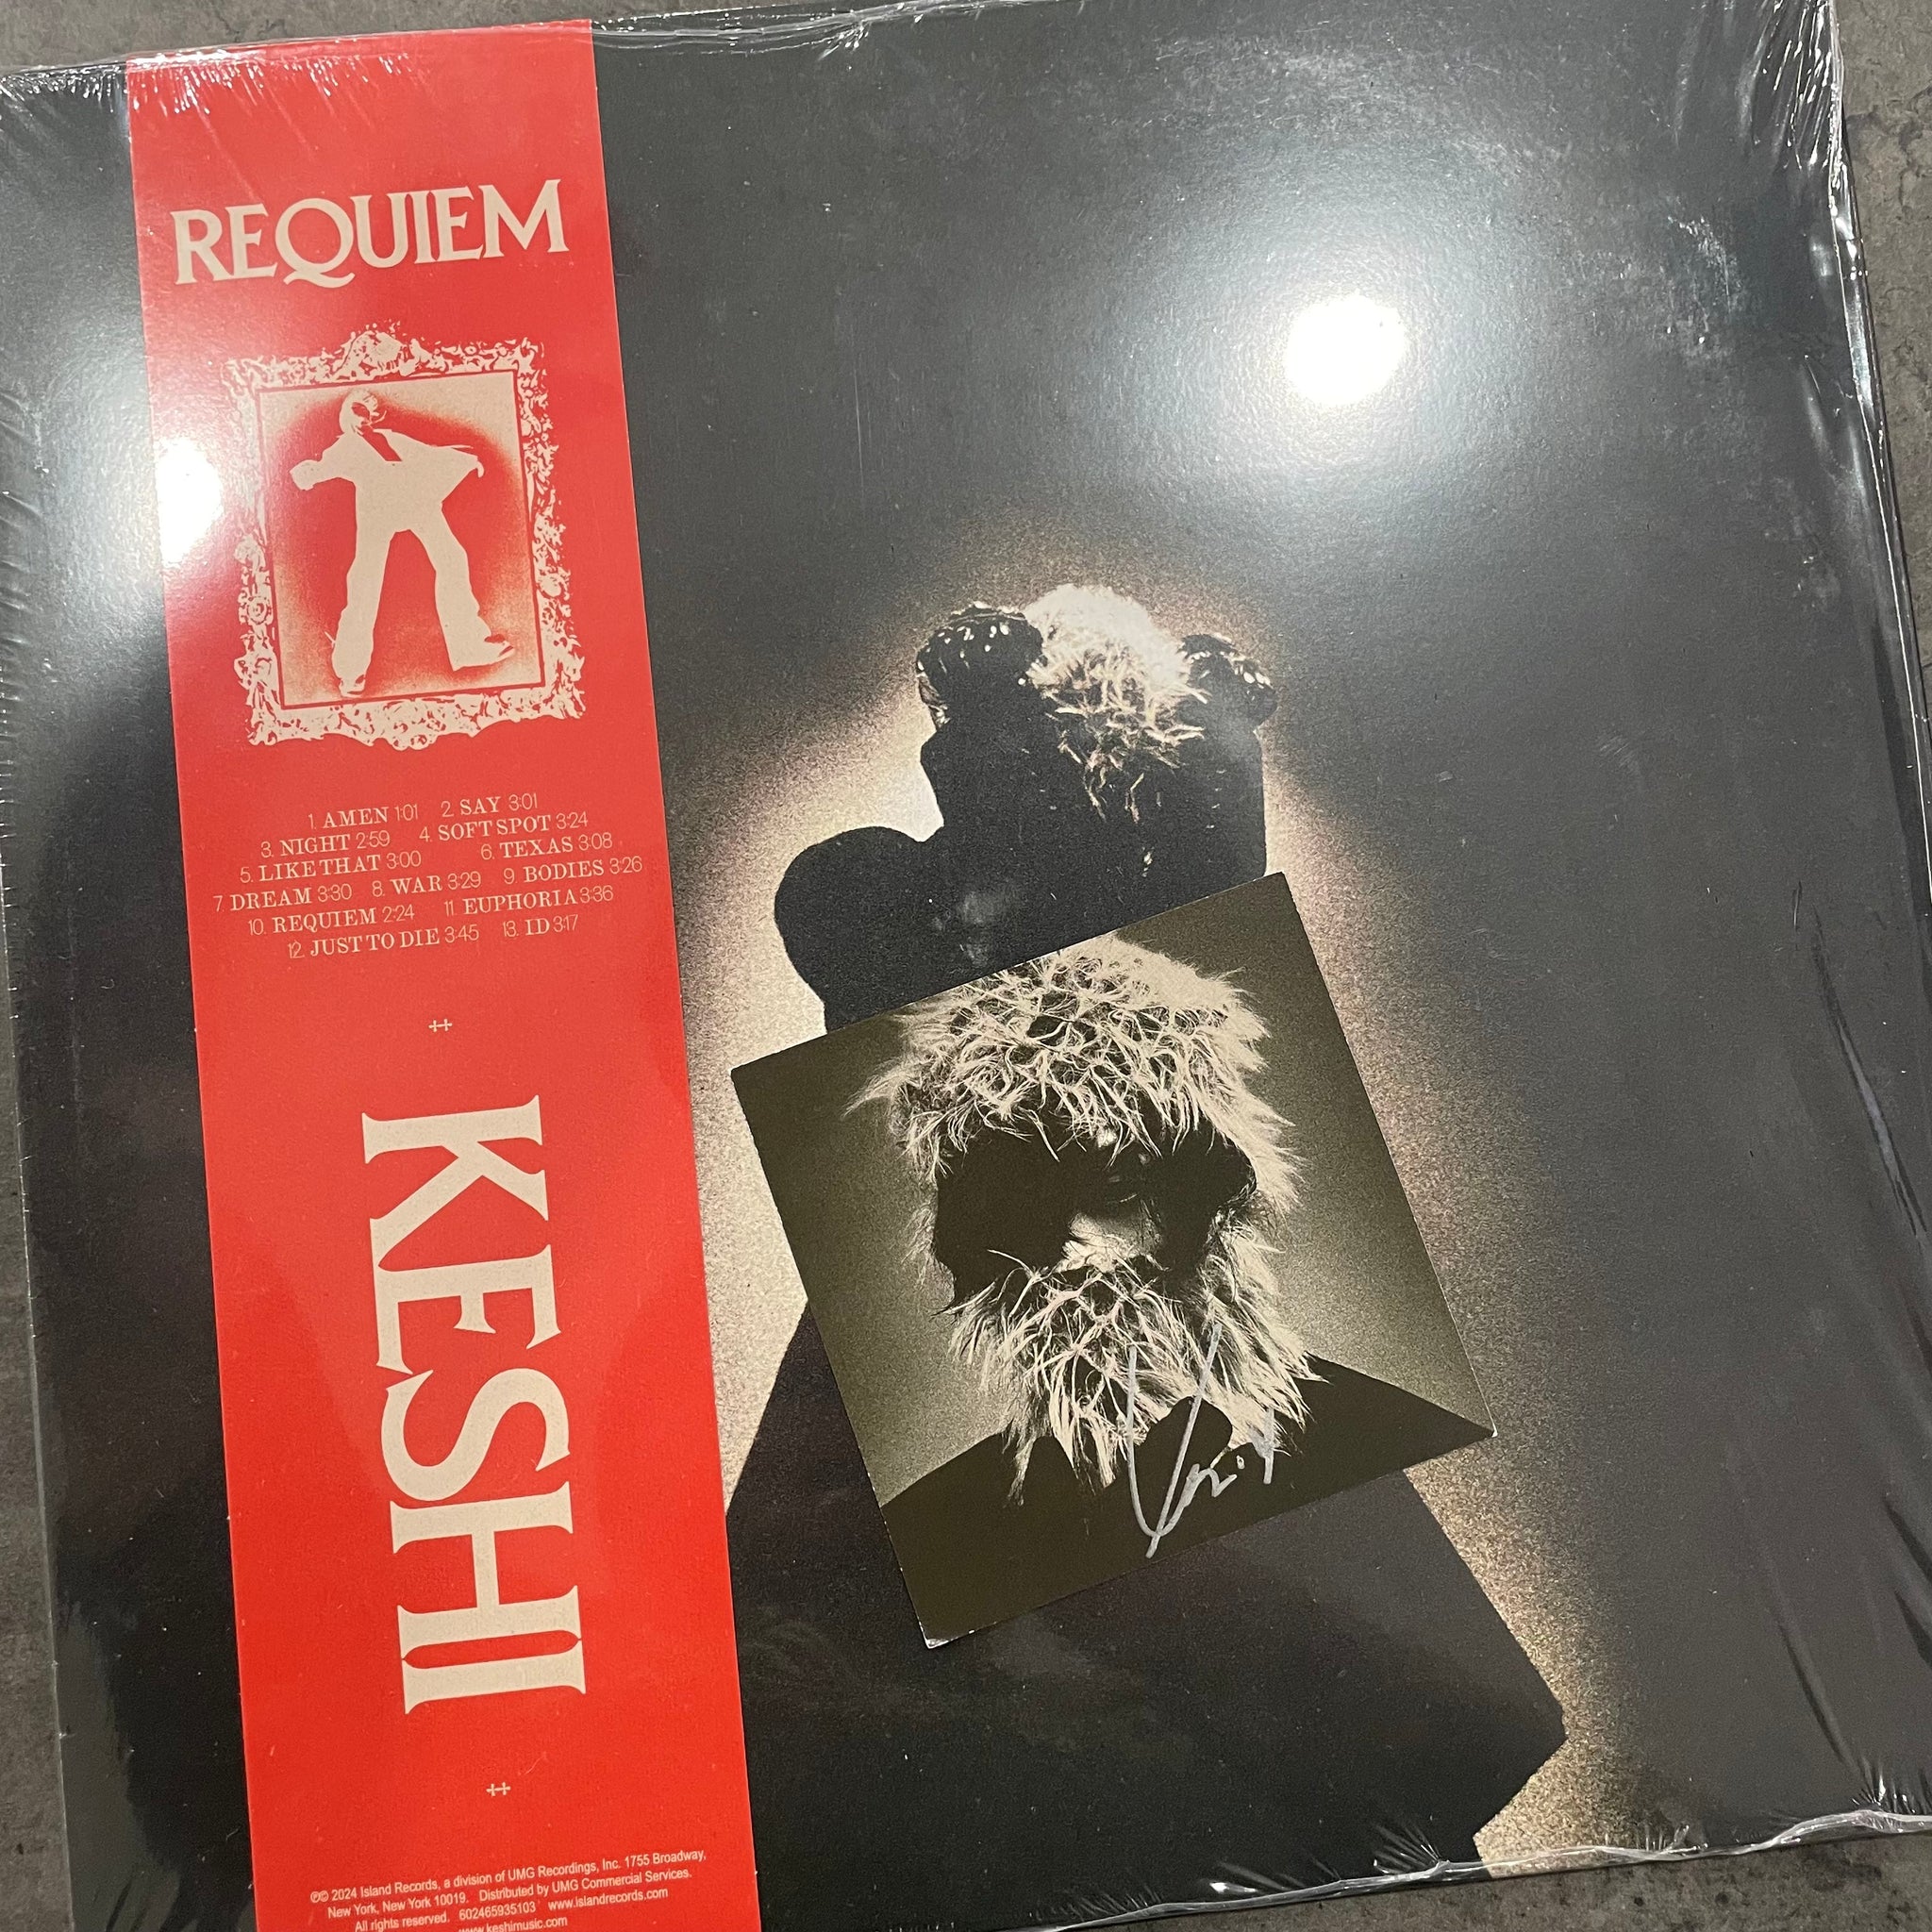 REQUIEM
1. AMEN 1:01 2. SAY 3:01
3. NIGHT 2:59 4. SOFT SPOT 3:24
5. LIKE THAT 3:00 6. TEXAS 3:08
7. DREAM 3:30 8. WAR 3:29 9. BODIES 3:26
10. REQUIEM 2:24 11. EUPHORIA 3:36
12. JUST TO DIE 3:45 13. ID 3:17
KESHI
℗© 2024 Island Records, a division of UMG Recordings, Inc. 1755 Broadway,
New York, New York 10019. Distributed by UMG Commercial Services.
All rights reserved. 602465935103 www.islandrecords.com
www.keshimusic.com